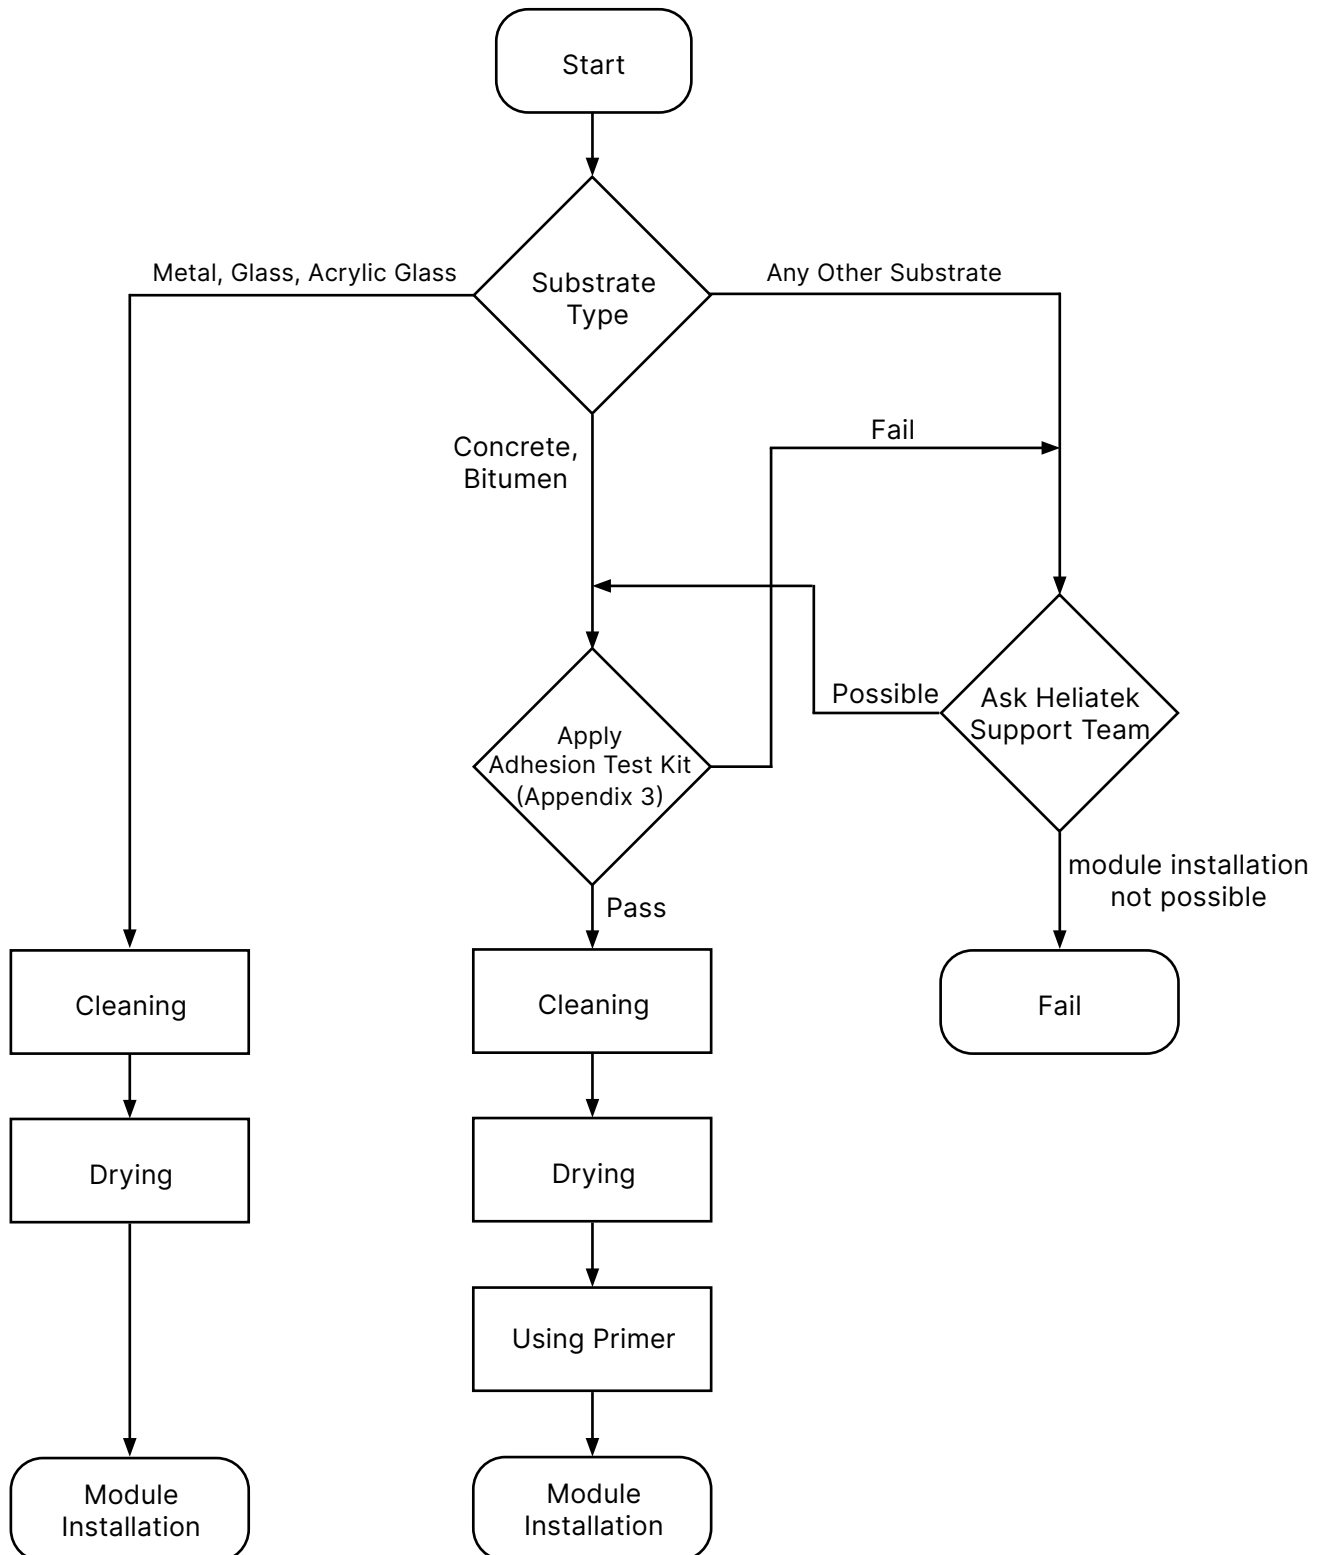 Start
Metal, Glass, Acrylic Glass
Substrate
Type
Any Other Substrate
Concrete,
Bitumen
Fail
Possible
Ask Heliatek
Support Team
Apply
Adhesion Test Kit
(Appendix 3)
module installation
not possible
Pass
Cleaning
Cleaning
Fail
Drying
Drying
Using Primer
Module
Installation
Module
Installation